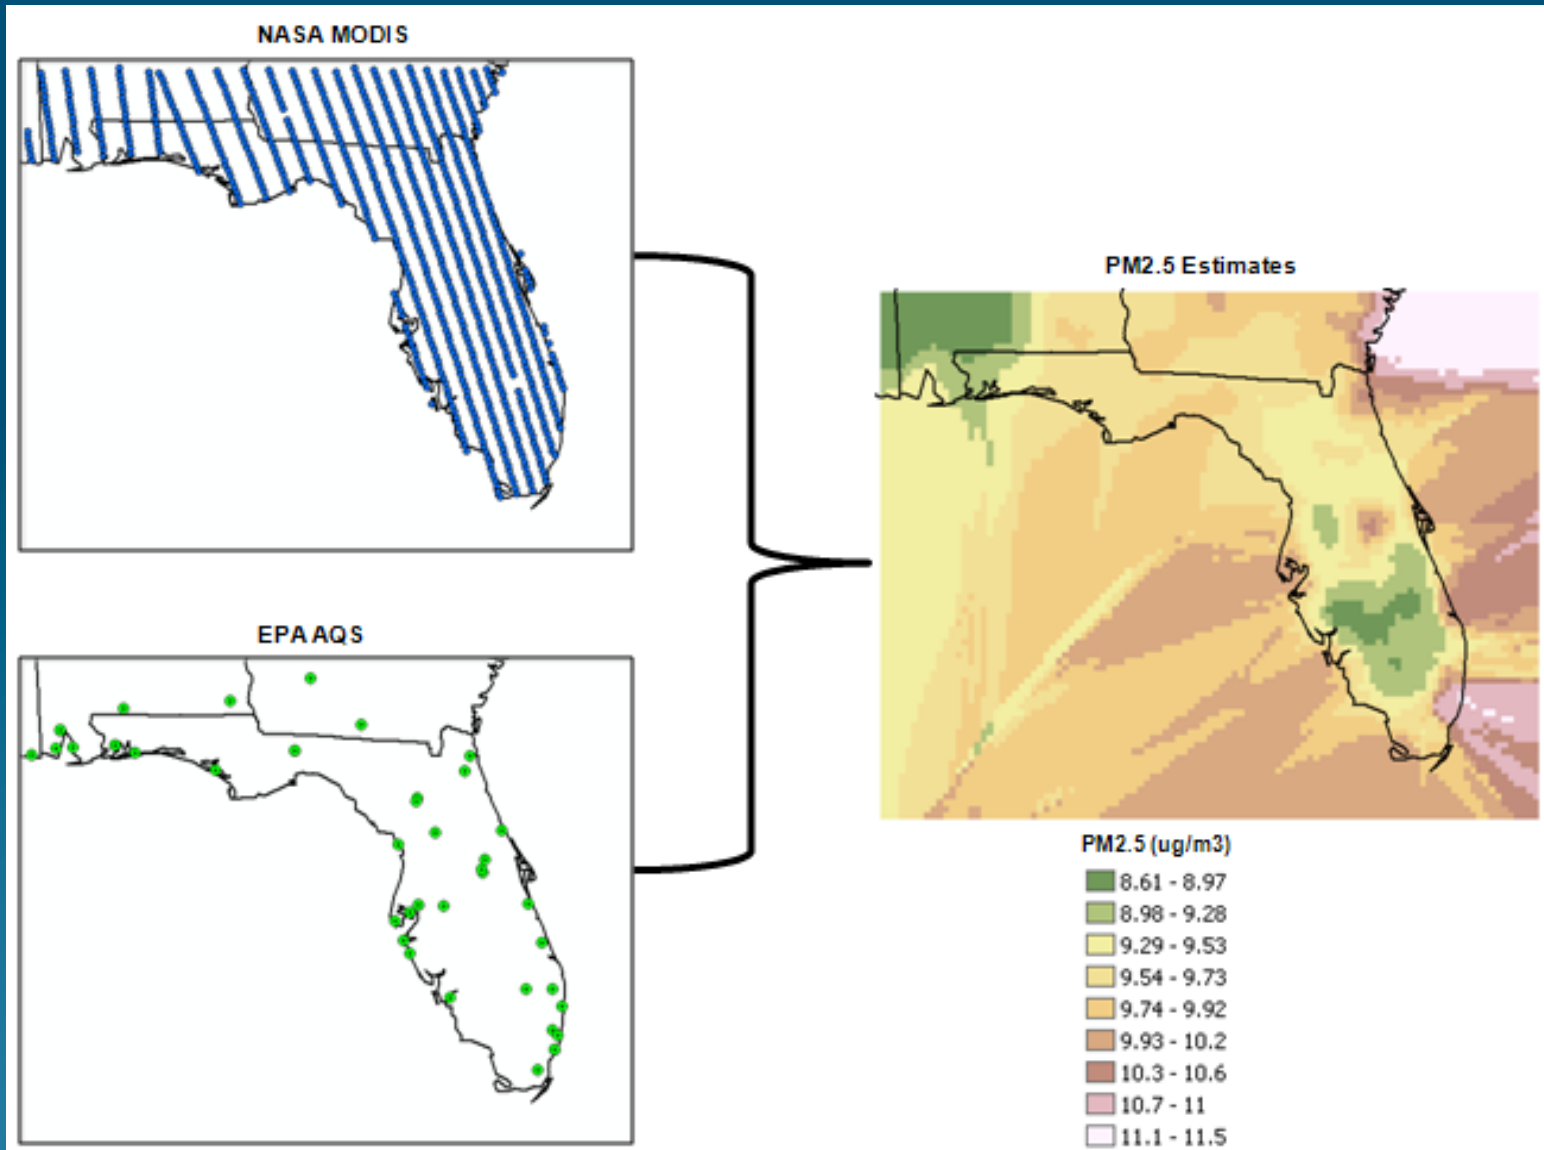 NASA MODIS
EPA AQS
PM2.5 Estimates
PM2.5 (ug/m3)
8.61 - 8.97
8.98 - 9.28
9.29 - 9.53
9.54 - 9.73
9.74 - 9.92
9.93 - 10.2
10.3 - 10.6
10.7 - 11
11.1 - 11.5